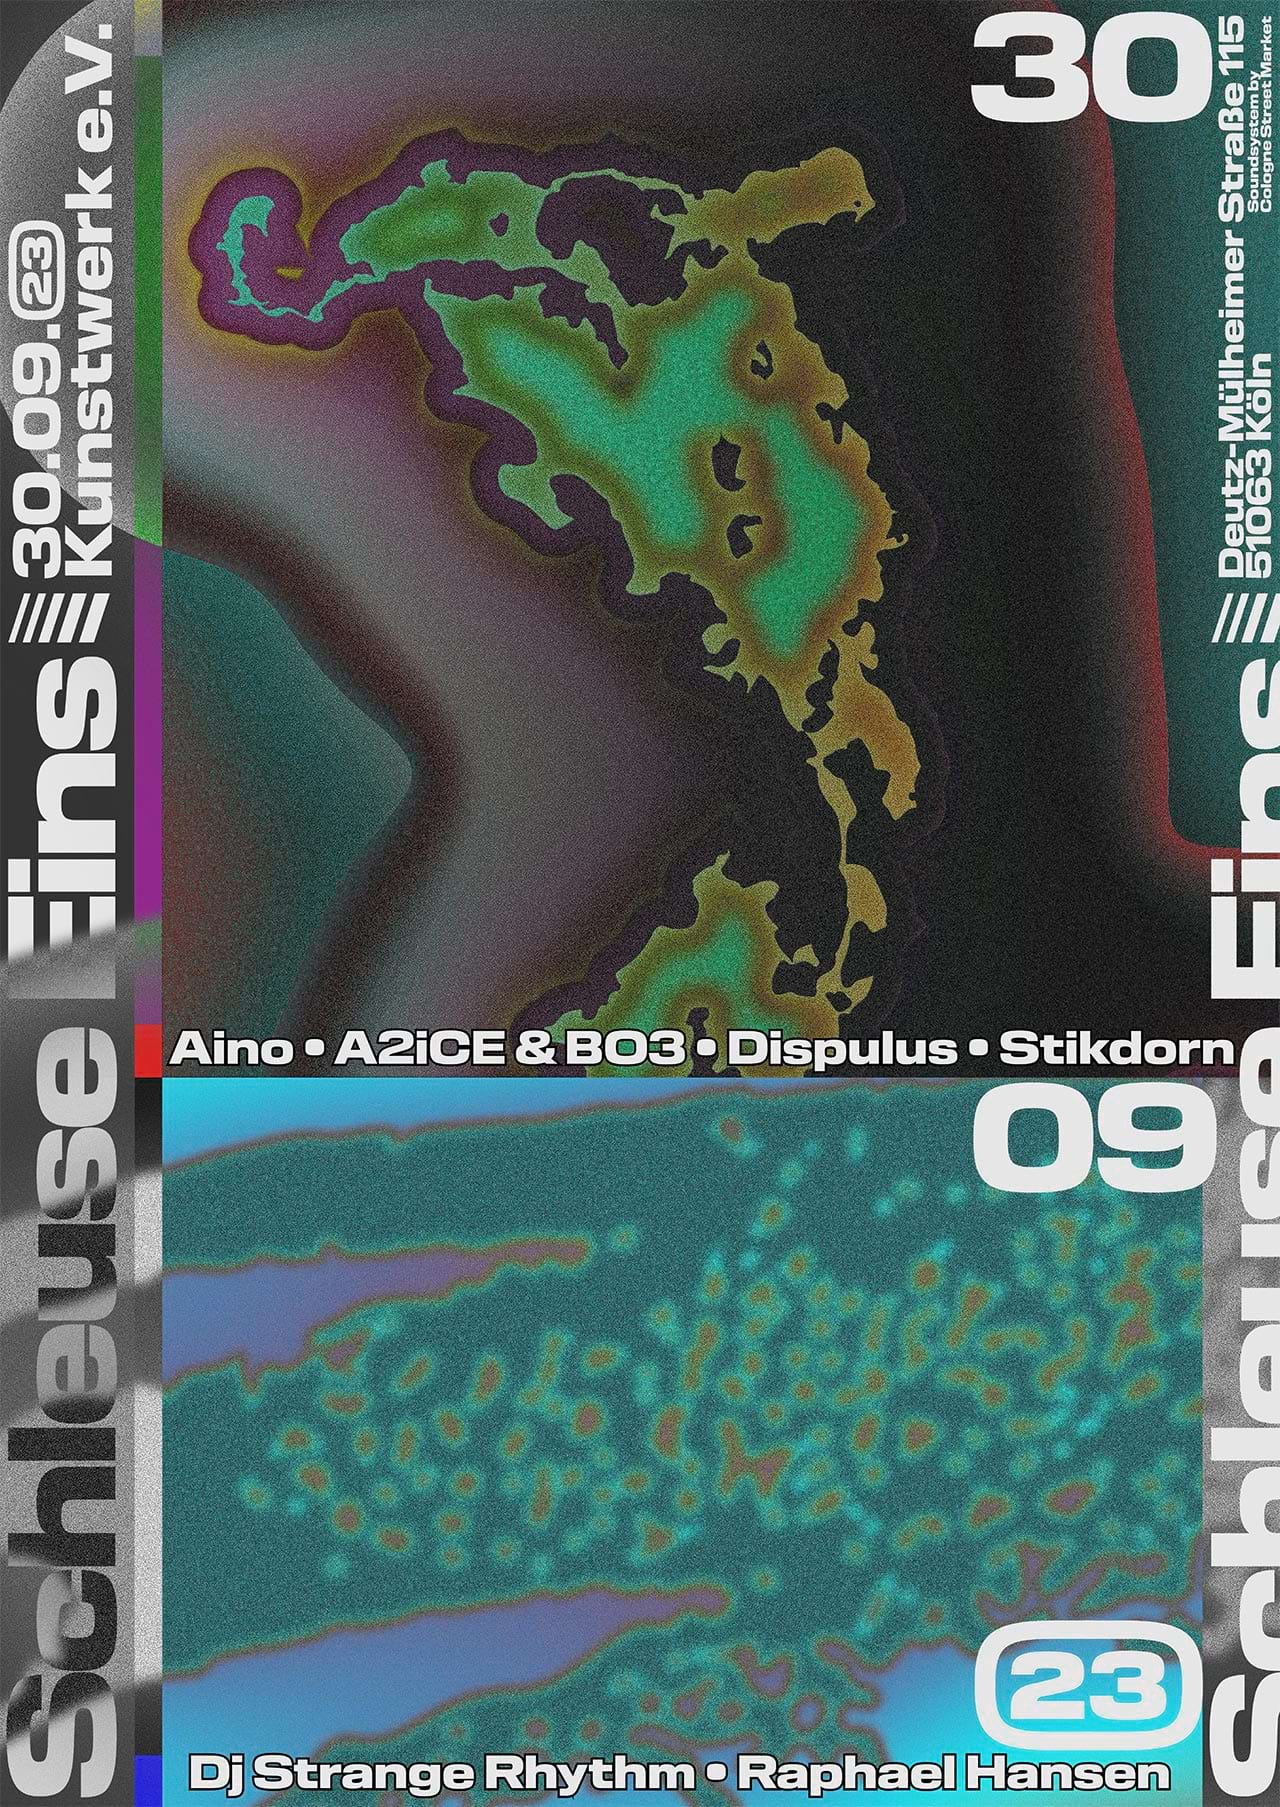 30.09.23
Kunstwerk e.V.
Schleuse Eins
30
Deutz-Mülheimer Straße 115
51063 Köln
Soundsystem by
Cologne Street Market
Schleuse Eins
Aino • A2iCE & BO3 • Dispulus • Stikdorn
09
23
Dj Strange Rhythm • Raphael Hansen